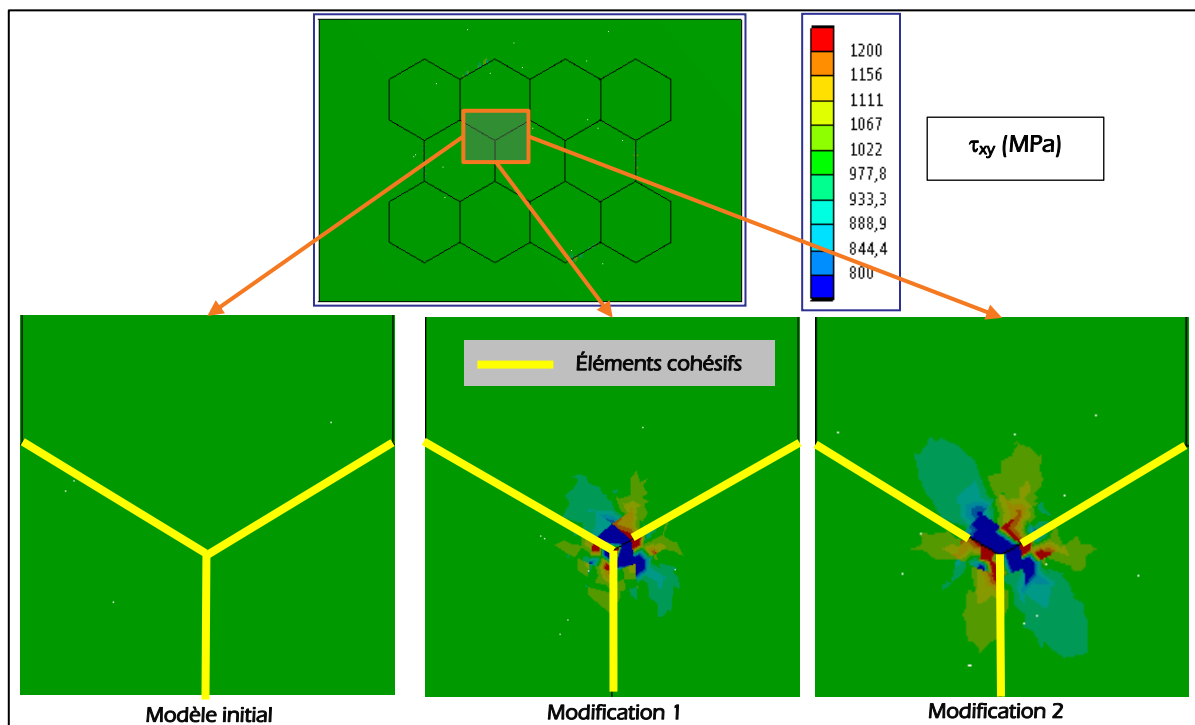 1200
1156
1111
1067
1022
977,8
933,3
888,9
844,4
800
τxy (MPa)
Éléments cohésifs
Modèle initial
Modification 1
Modification 2